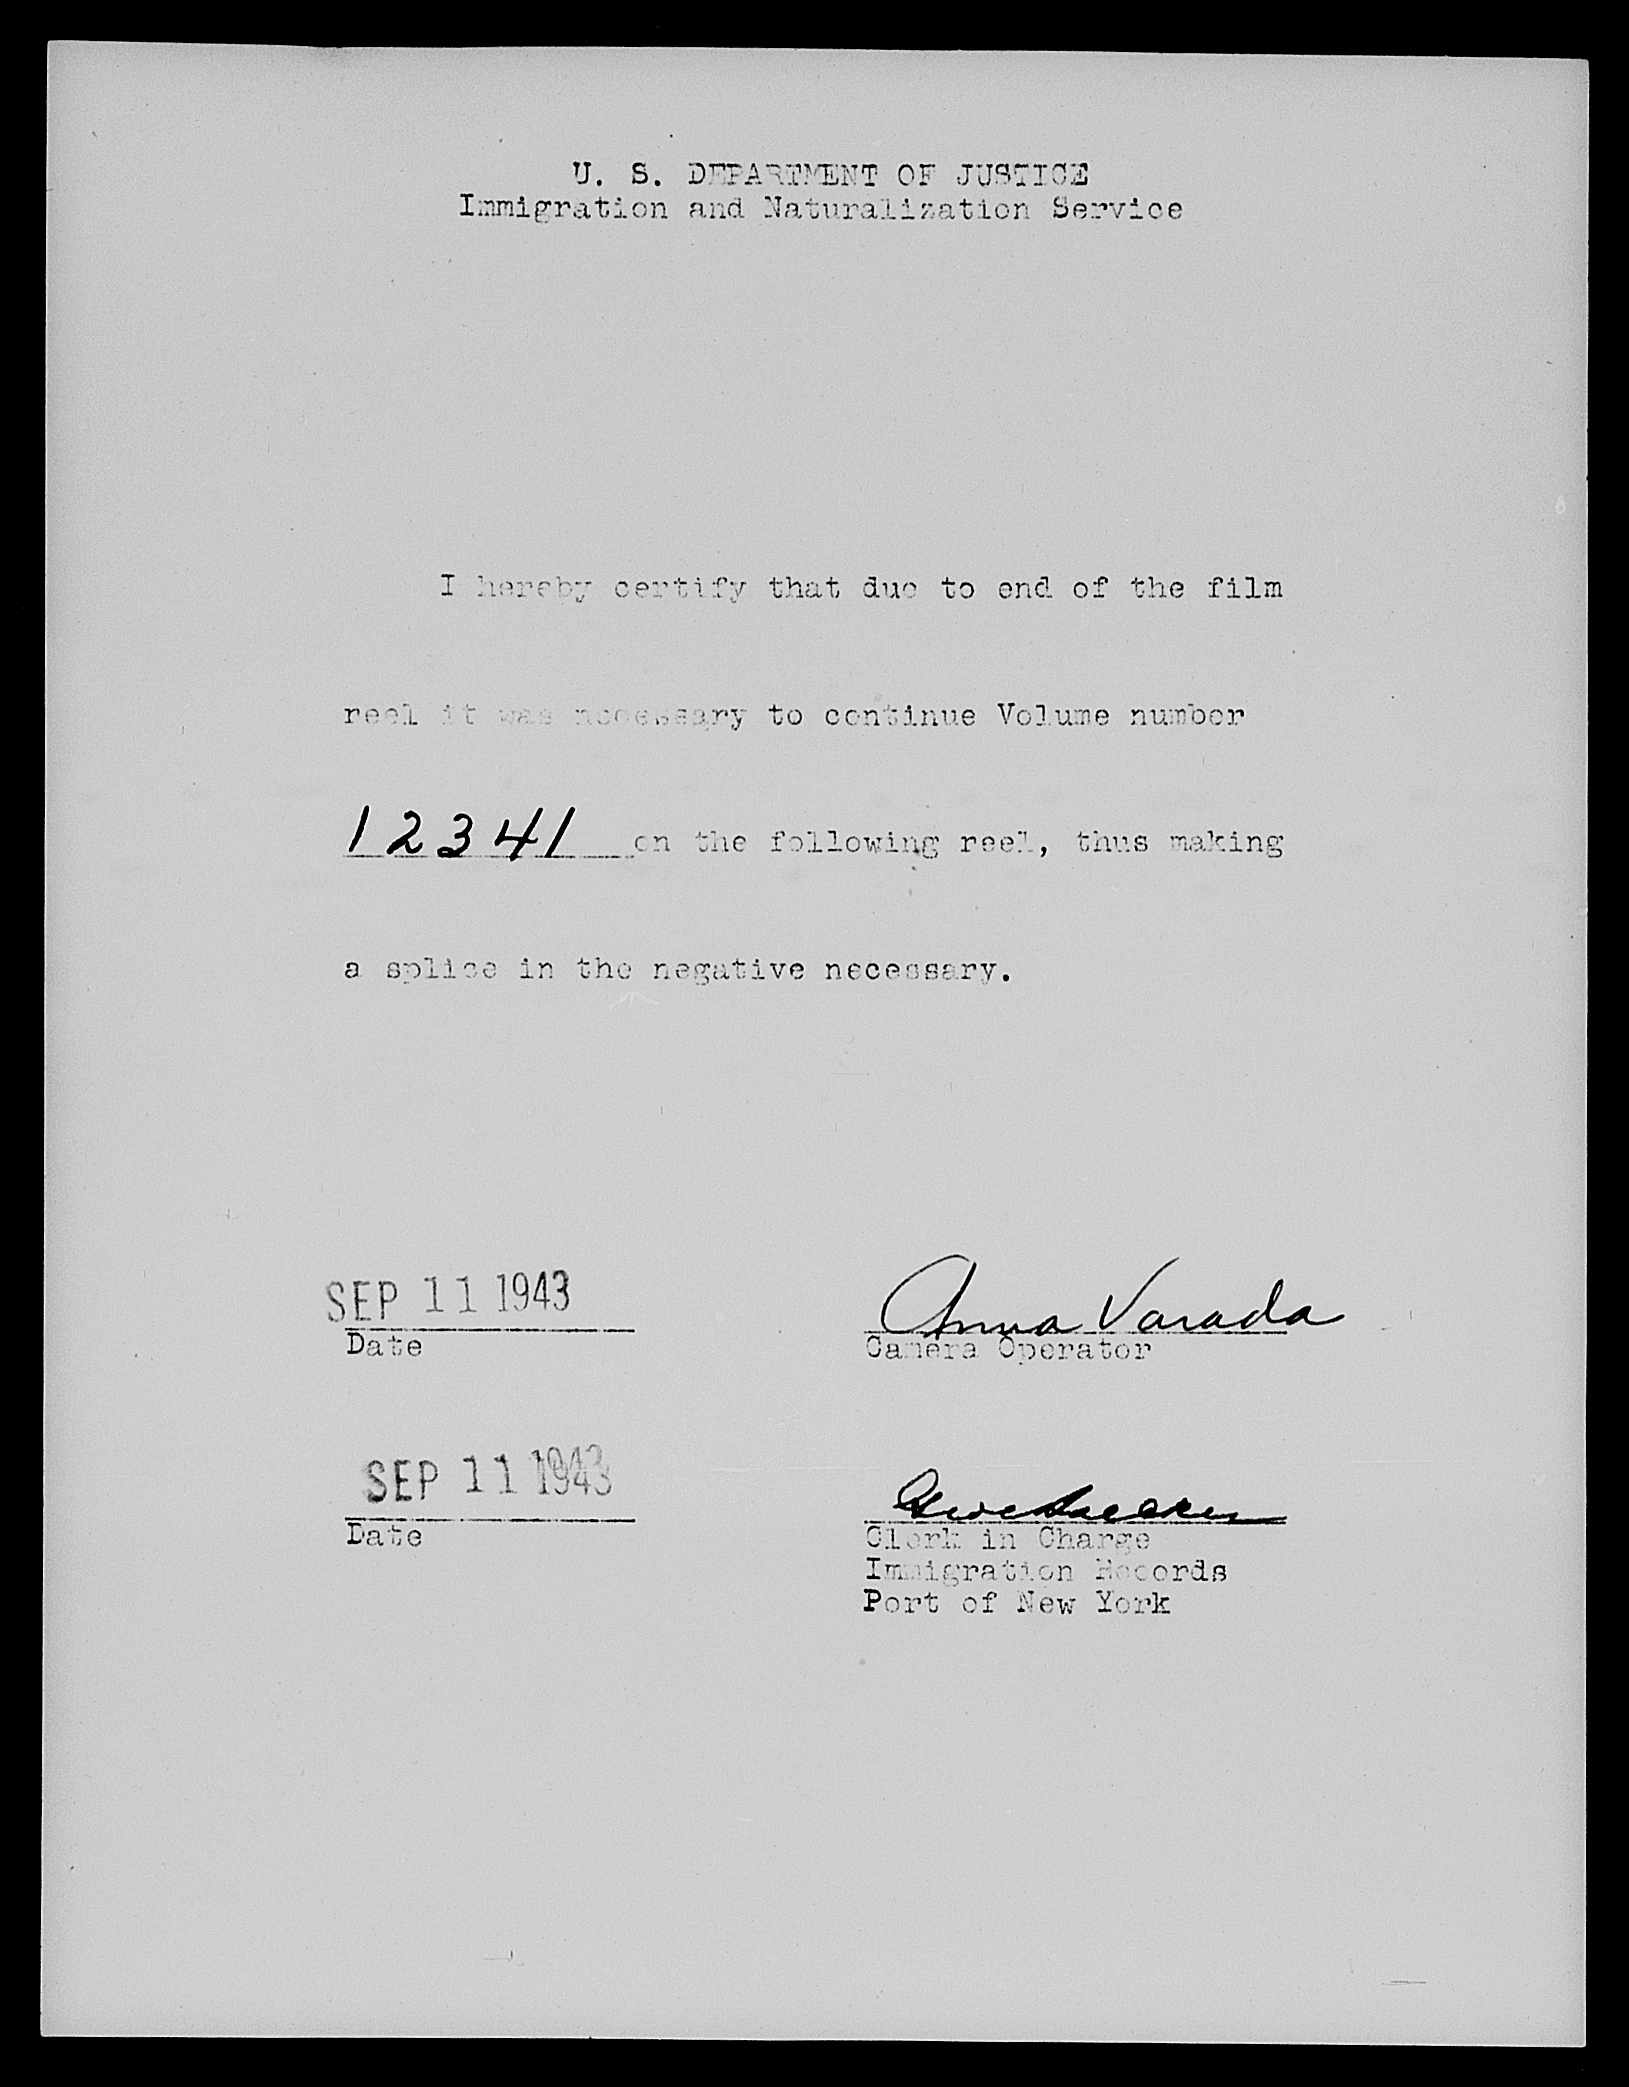 U. S. DEPARTMENT OF JUSTICE
Immigration and Naturalization Service
I hereby certify that due to end of the film
reel it was necessary to continue Volume number
12341 on the following reel, thus making
a splice in the negative necessary.
SEP 11 1943
Date
Anna Varada
Camera Operator
SEP 11 1943
Date
Clerk in Charge
Immigration Records
Port of New York